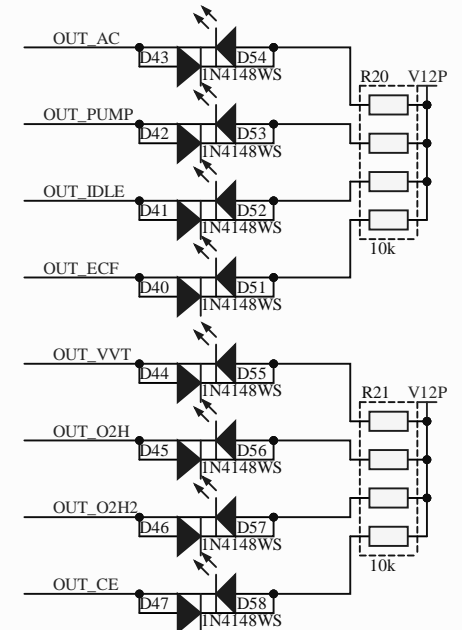 OUT_AC
D43
D54
1N4148WS
R20
V12P
OUT_PUMP
D42
D53
1N4148WS
OUT_IDLE
D41
D52
1N4148WS
10k
OUT_ECF
D40
D51
1N4148WS
OUT_VVT
D44
D55
1N4148WS
R21
V12P
OUT_O2H
D45
D56
1N4148WS
OUT_O2H2
D46
D57
1N4148WS
10k
OUT_CE
D47
D58
1N4148WS